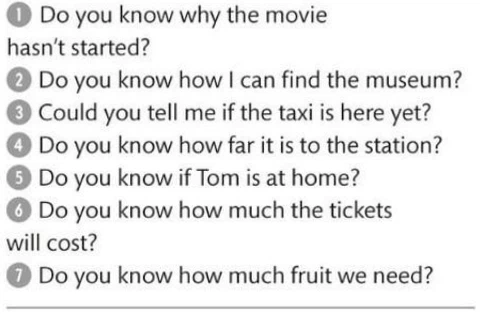 1 Do you know why the movie
hasn't started?
2 Do you know how I can find the museum?
3 Could you tell me if the taxi is here yet?
4 Do you know how far it is to the station?
5 Do you know if Tom is at home?
6 Do you know how much the tickets
will cost?
7 Do you know how much fruit we need?